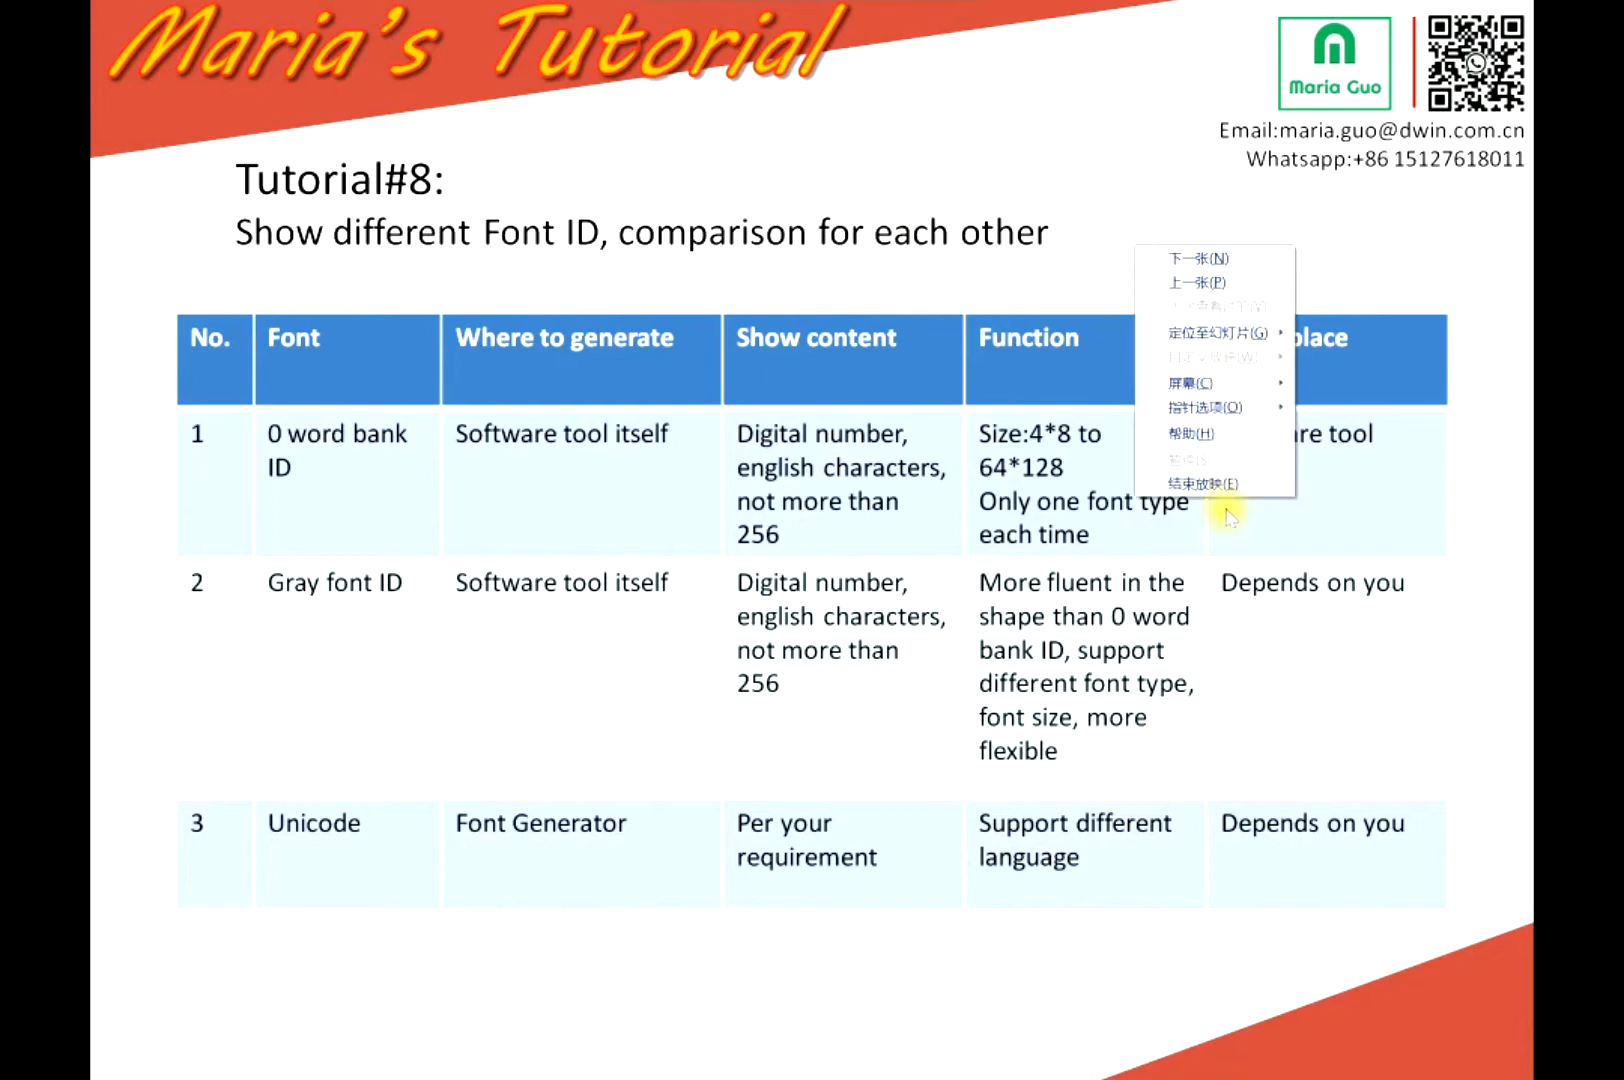 Maria's Tutorial
Maria Guo
Email:maria.guo@dwin.com.cn
Whatsapp:+86 15127618011
Tutorial#8:
Show different Font ID, comparison for each other
下一张(N)
上一张(P)
定位至幻灯片(G)
屏幕(C)
指针选项(O)
帮助(H)
结束放映(E)
No.
Font
Where to generate
Show content
Function
place
1
0 word bank
ID
Software tool itself
Digital number,
english characters,
not more than
256
Size:4*8 to
64*128
Only one font type
each time
re tool
2
Gray font ID
Software tool itself
Digital number,
english characters,
not more than
256
More fluent in the
shape than 0 word
bank ID, support
different font type,
font size, more
flexible
Depends on you
3
Unicode
Font Generator
Per your
requirement
Support different
language
Depends on you